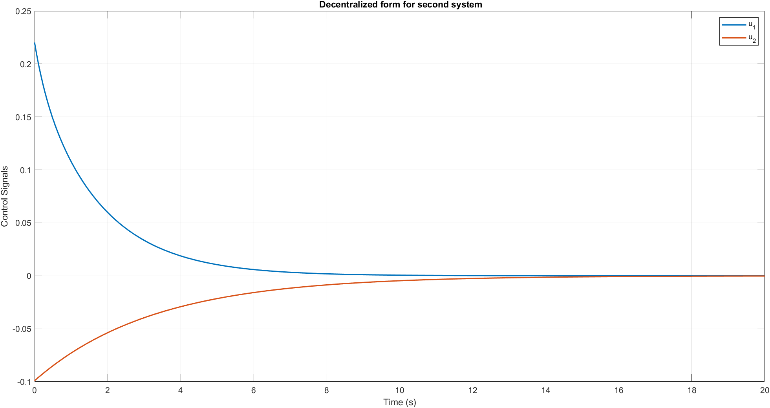 Decentralized form for second system
0.25
0.2
0.15
0.1
0.05
0
-0.05
-0.1
Control Signals
u1
u2
0 2 4 6 8 10 12 14 16 18 20
Time (s)